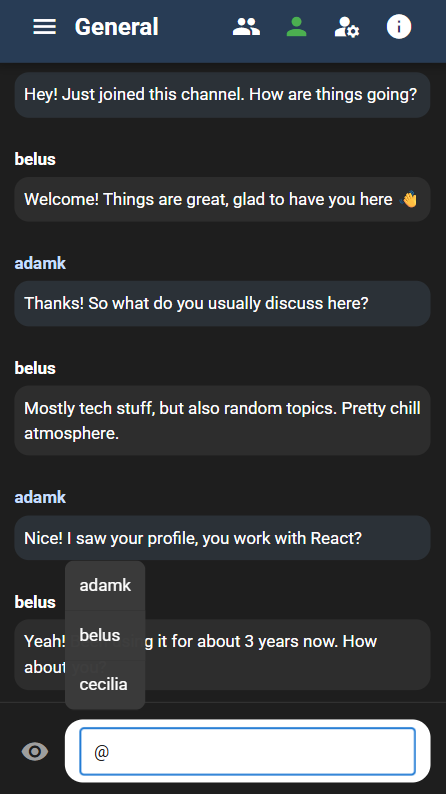 General
Hey! Just joined this channel. How are things going?
belus
Welcome! Things are great, glad to have you here 👋
adamk
Thanks! So what do you usually discuss here?
belus
Mostly tech stuff, but also random topics. Pretty chill
atmosphere.
adamk
Nice! I saw your profile, you work with React?
belus
Yeah! g it for about 3 years now. How
about you?
adamk
belus
cecilia
@